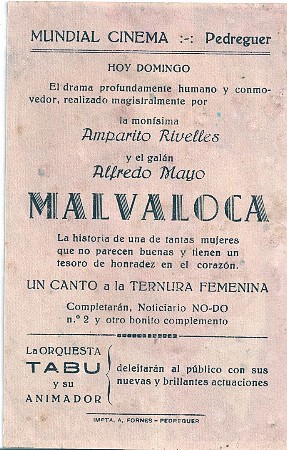 MUNDIAL CINEMA :-: Pedreguer
HOY DOMINGO
El drama profundamente humano y conmo-
vedor, realizado magistralmente por
la monísima
Amparito Rivelles
y el galán
Alfredo Mayo
MALVALOCA
La historia de una de tantas mujeres
que no parecen buenas y tienen un
tesoro de honradez en el corazón.
UN CANTO a la TERNURA FEMENINA
Completarán, Noticiario NO-DO
n.º 2 y otro bonito complemento
La ORQUESTA
TABU
y su
ANIMADOR
deleitarán al público con sus
nuevas y brillantes actuaciones
IMPTA. A. FORNES - PEDREGUER